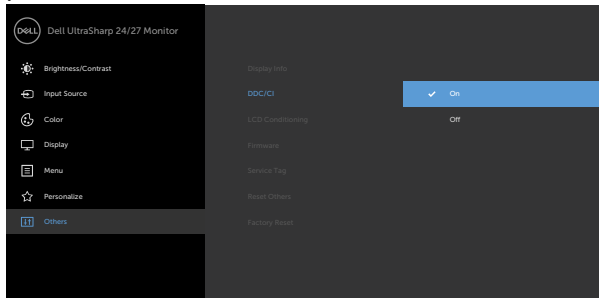 DELL Dell UltraSharp 24/27 Monitor
Brightness/Contrast Display Info
Input Source DDC/CI On
Color LCD Conditioning Off
Display Firmware
Menu Service Tag
Personalize Reset Others
Others Factory Reset